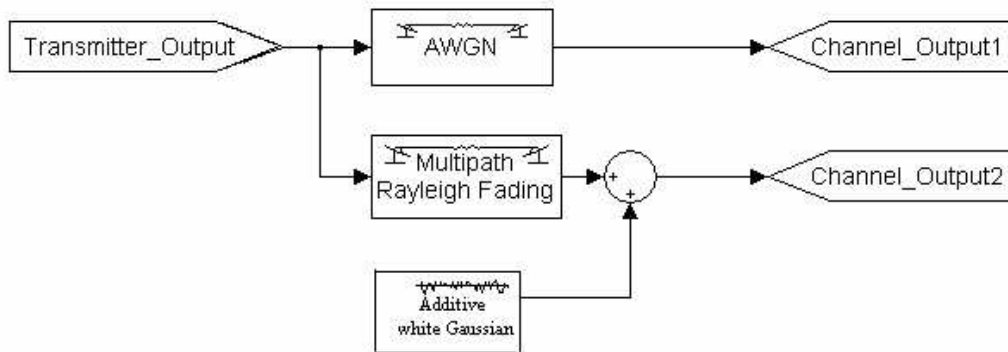 Transmitter_Output
AWGN
Channel_Output1
Multipath
Rayleigh Fading
+
+
Channel_Output2
Additive
white Gaussian